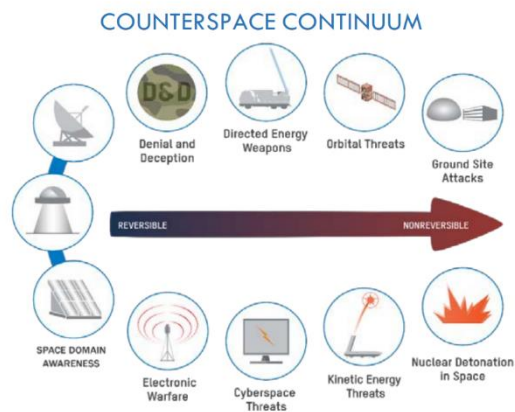 COUNTERSPACE CONTINUUM
D&D
Denial and
Deception
Directed Energy
Weapons
Orbital Threats
Ground Site
Attacks
REVERSIBLE
NONREVERSIBLE
SPACE DOMAIN
AWARENESS
Electronic
Warfare
Cyberspace
Threats
Kinetic Energy
Threats
Nuclear Detonation
in Space